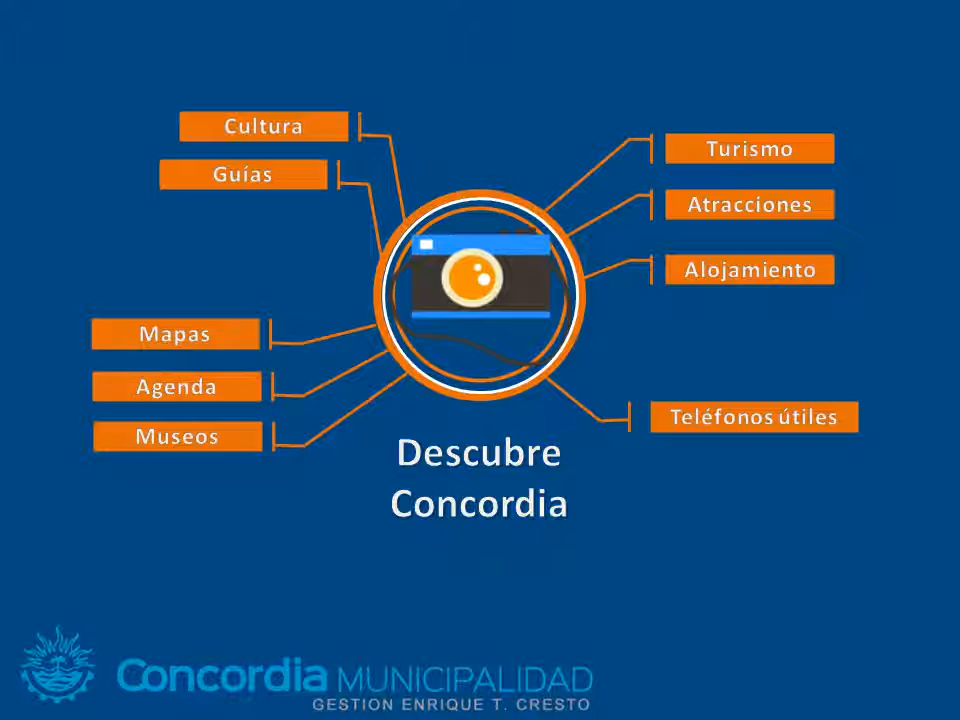 Cultura
Guías
Turismo
Atracciones
Alojamiento
Mapas
Agenda
Museos
Teléfonos útiles
Descubre
Concordia
Concordia MUNICIPALIDAD
GESTION ENRIQUE T. CRESTO